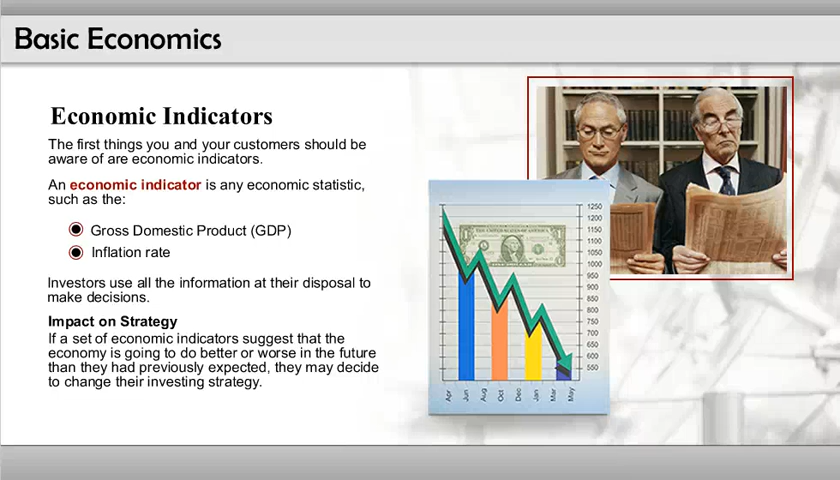 Basic Economics
Economic Indicators
The first things you and your customers should be
aware of are economic indicators.
An economic indicator is any economic statistic,
such as the:
Gross Domestic Product (GDP)
Inflation rate
Investors use all the information at their disposal to
make decisions.
Impact on Strategy
If a set of economic indicators suggest that the
economy is going to do better or worse in the future
than they had previously expected, they may decide
to change their investing strategy.
1250
1200
1150
1100
1050
1000
950
900
850
800
750
700
650
600
550
Apr Jun Aug Oct Dec Jan Mar May